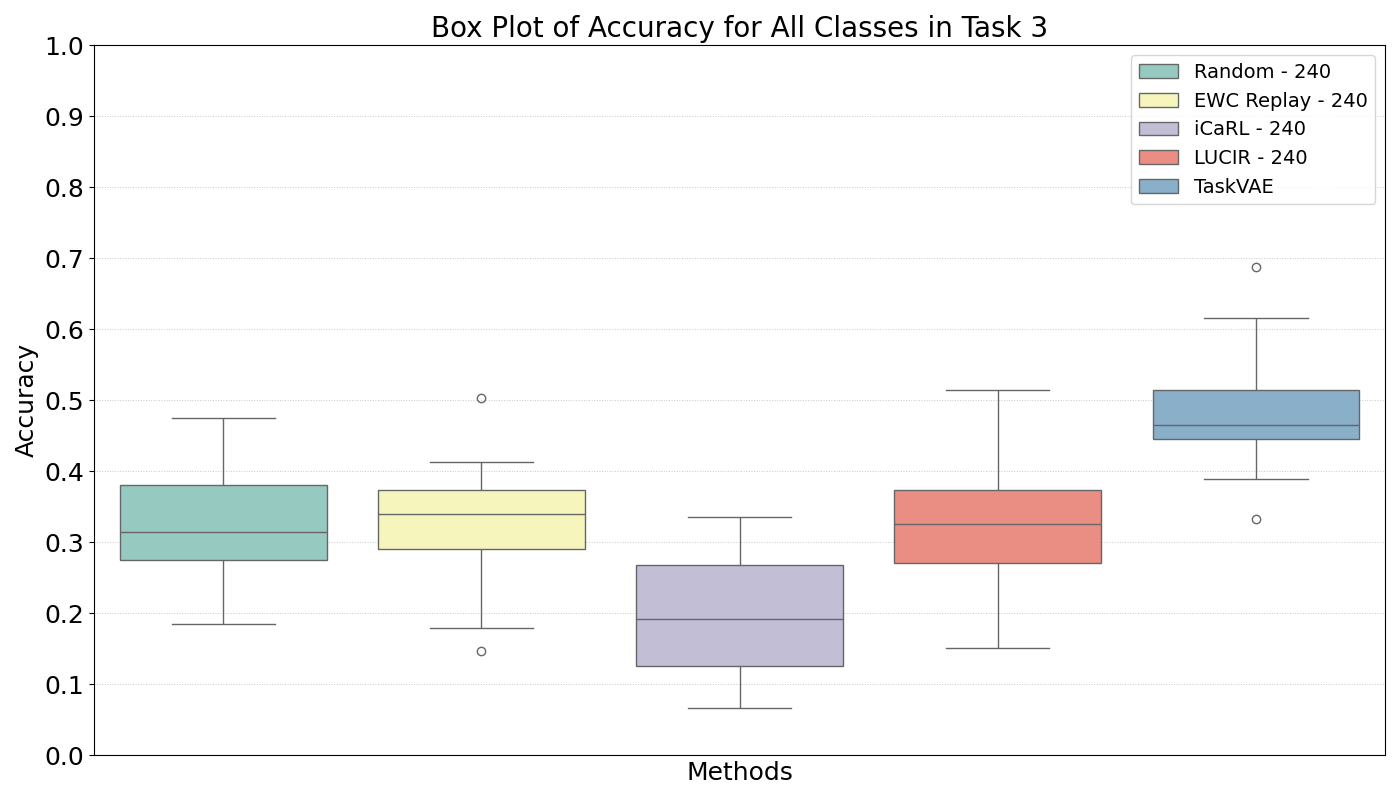 Box Plot of Accuracy for All Classes in Task 3
1.0
0.9
0.8
0.7
0.6
0.5
0.4
0.3
0.2
0.1
0.0
Accuracy
Methods
Random - 240
EWC Replay - 240
iCaRL - 240
LUCIR - 240
TaskVAE